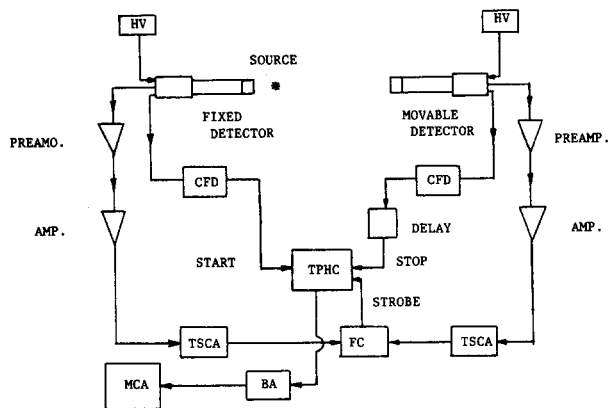 HV
HV
SOURCE
FIXED
DETECTOR
MOVABLE
DETECTOR
PREAMO.
PREAMP.
CFD
CFD
AMP.
DELAY
AMP.
START
TPHC
STOP
STROBE
TSCA
FC
TSCA
MCA
BA